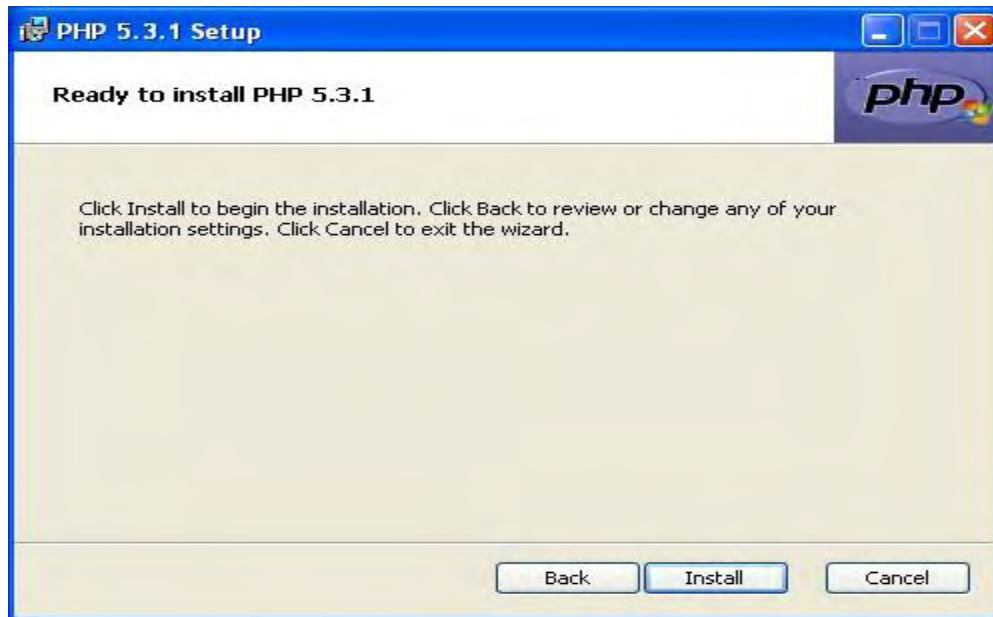 PHP 5.3.1 Setup
Ready to install PHP 5.3.1
php
Click Install to begin the installation. Click Back to review or change any of your
installation settings. Click Cancel to exit the wizard.
Back
Install
Cancel